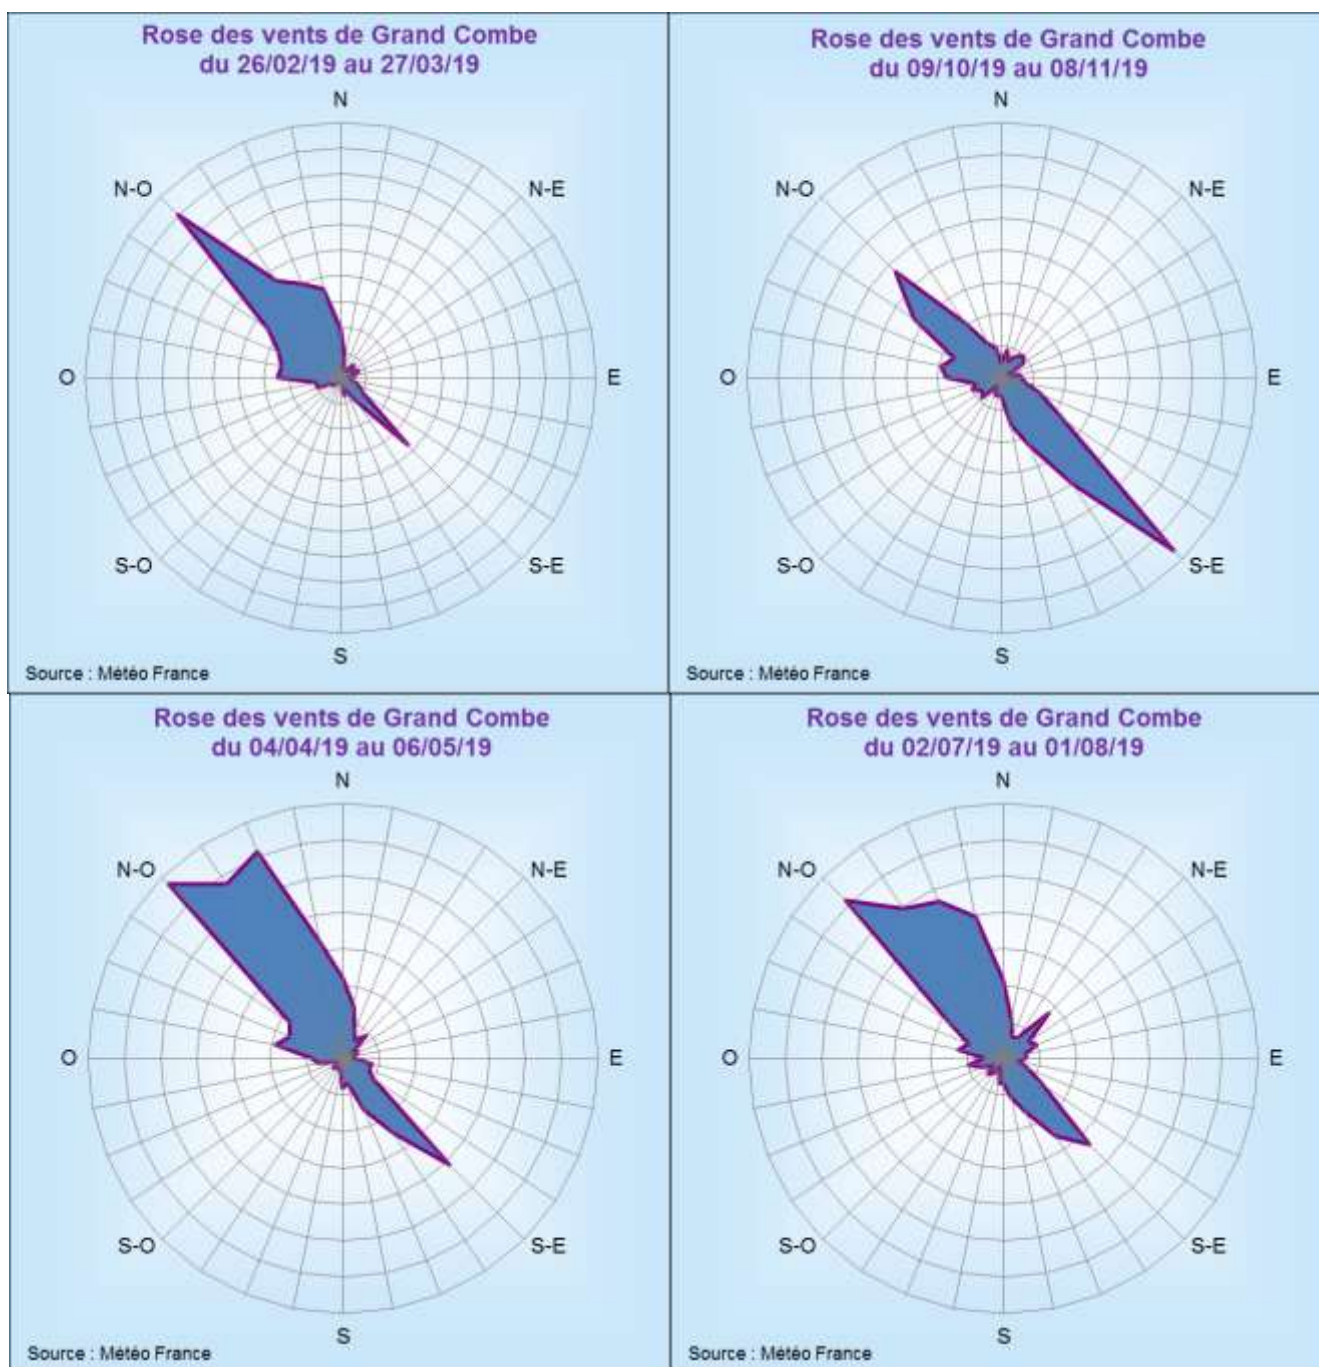 Rose des vents de Grand Combe
du 26/02/19 au 27/03/19
N
N-O
N-E
O
E
S-O
S-E
S
Source : Météo France
Rose des vents de Grand Combe
du 09/10/19 au 08/11/19
N
N-O
N-E
O
E
S-O
S-E
S
Source : Météo France
Rose des vents de Grand Combe
du 04/04/19 au 06/05/19
N
N-O
N-E
O
E
S-O
S-E
S
Source : Météo France
Rose des vents de Grand Combe
du 02/07/19 au 01/08/19
N
N-O
N-E
O
E
S-O
S-E
S
Source : Météo France